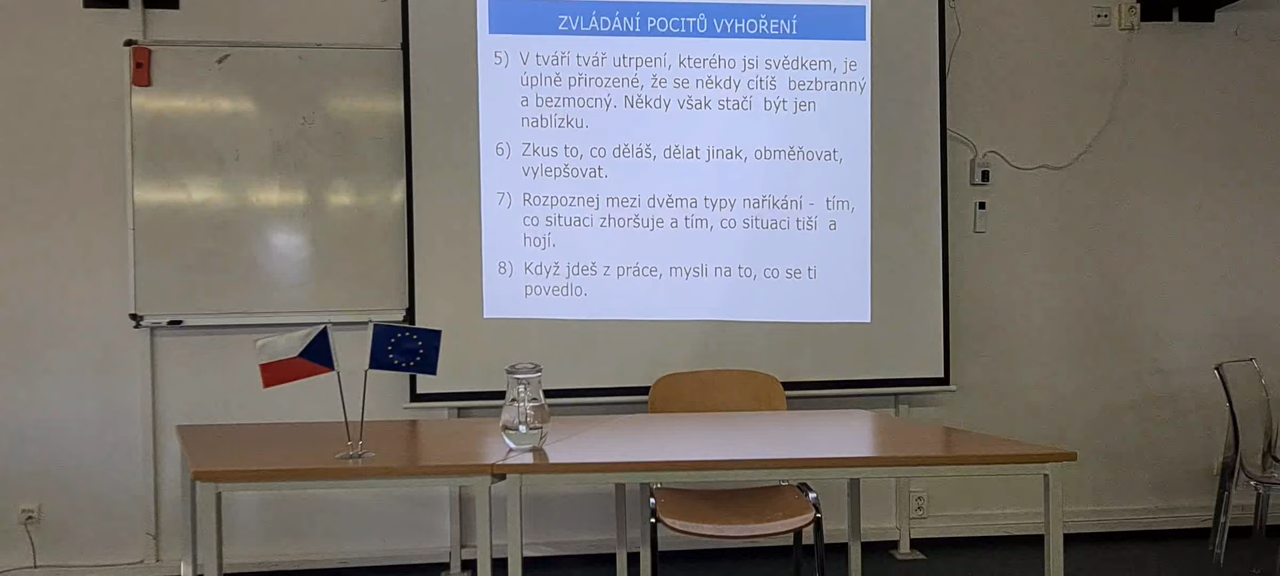 ZVLÁDÁNÍ POCITŮ VYHOŘENÍ
5) V tváří tvář utrpení, kterého jsi svědkem, je
úplně přirozené, že se někdy cítíš bezbranný
a bezmocný. Někdy však stačí být jen
nablízku.
6) Zkus to, co děláš, dělat jinak, obměňovat,
vylepšovat.
7) Rozpoznej mezi dvěma typy naříkání - tím,
co situaci zhoršuje a tím, co situaci tiší a
hojí.
8) Když jdeš z práce, mysli na to, co se ti
povedlo.